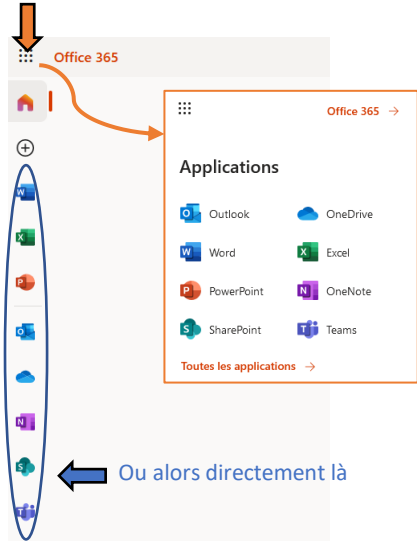 Office 365
Office 365 →
Applications
Outlook OneDrive
Word Excel
PowerPoint OneNote
SharePoint Teams
Toutes les applications →
Ou alors directement là